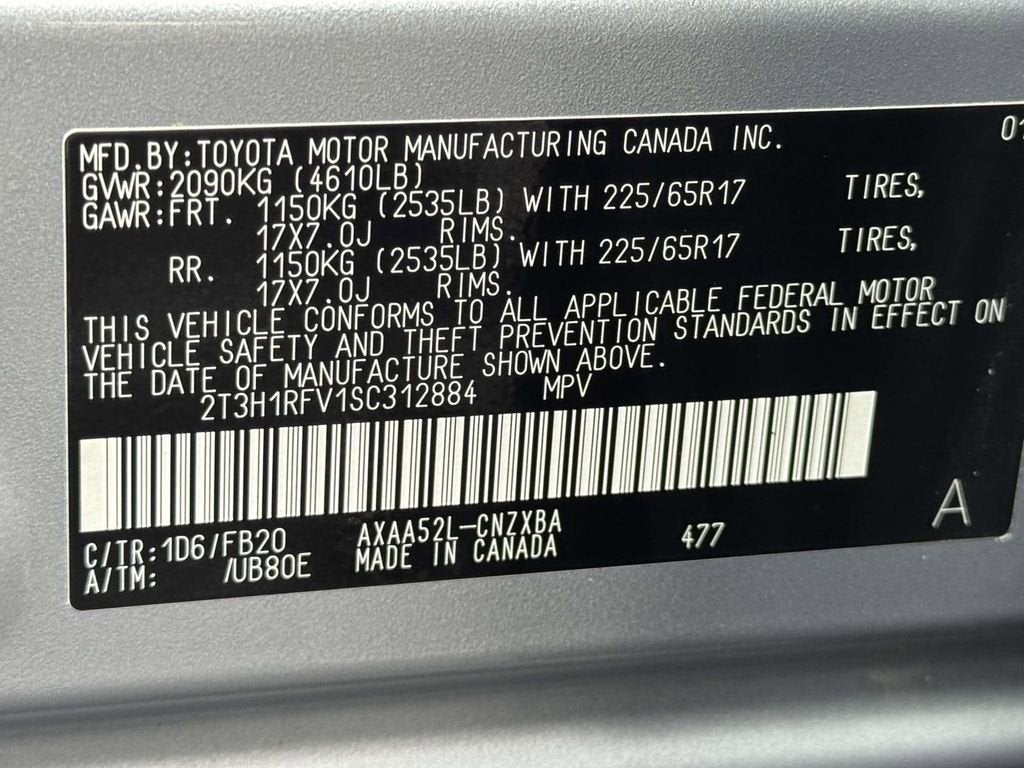 MFD.BY:TOYOTA MOTOR MANUFACTURING CANADA INC. 01
GVWR:2090KG (4610LB)
GAWR:FRT. 1150KG (2535LB) WITH 225/65R17 TIRES,
17X7.0J RIMS.
RR. 1150KG (2535LB) WITH 225/65R17 TIRES,
17X7.0J RIMS.
THIS VEHICLE CONFORMS TO ALL APPLICABLE FEDERAL MOTOR
VEHICLE SAFETY AND THEFT PREVENTION STANDARDS IN EFFECT ON
THE DATE OF MANUFACTURE SHOWN ABOVE.
2T3H1RFV1SC312884 MPV
C/TR:1D6/FB20 AXAA52L-CNZXBA 477 A
A/TM: /UB80E MADE IN CANADA